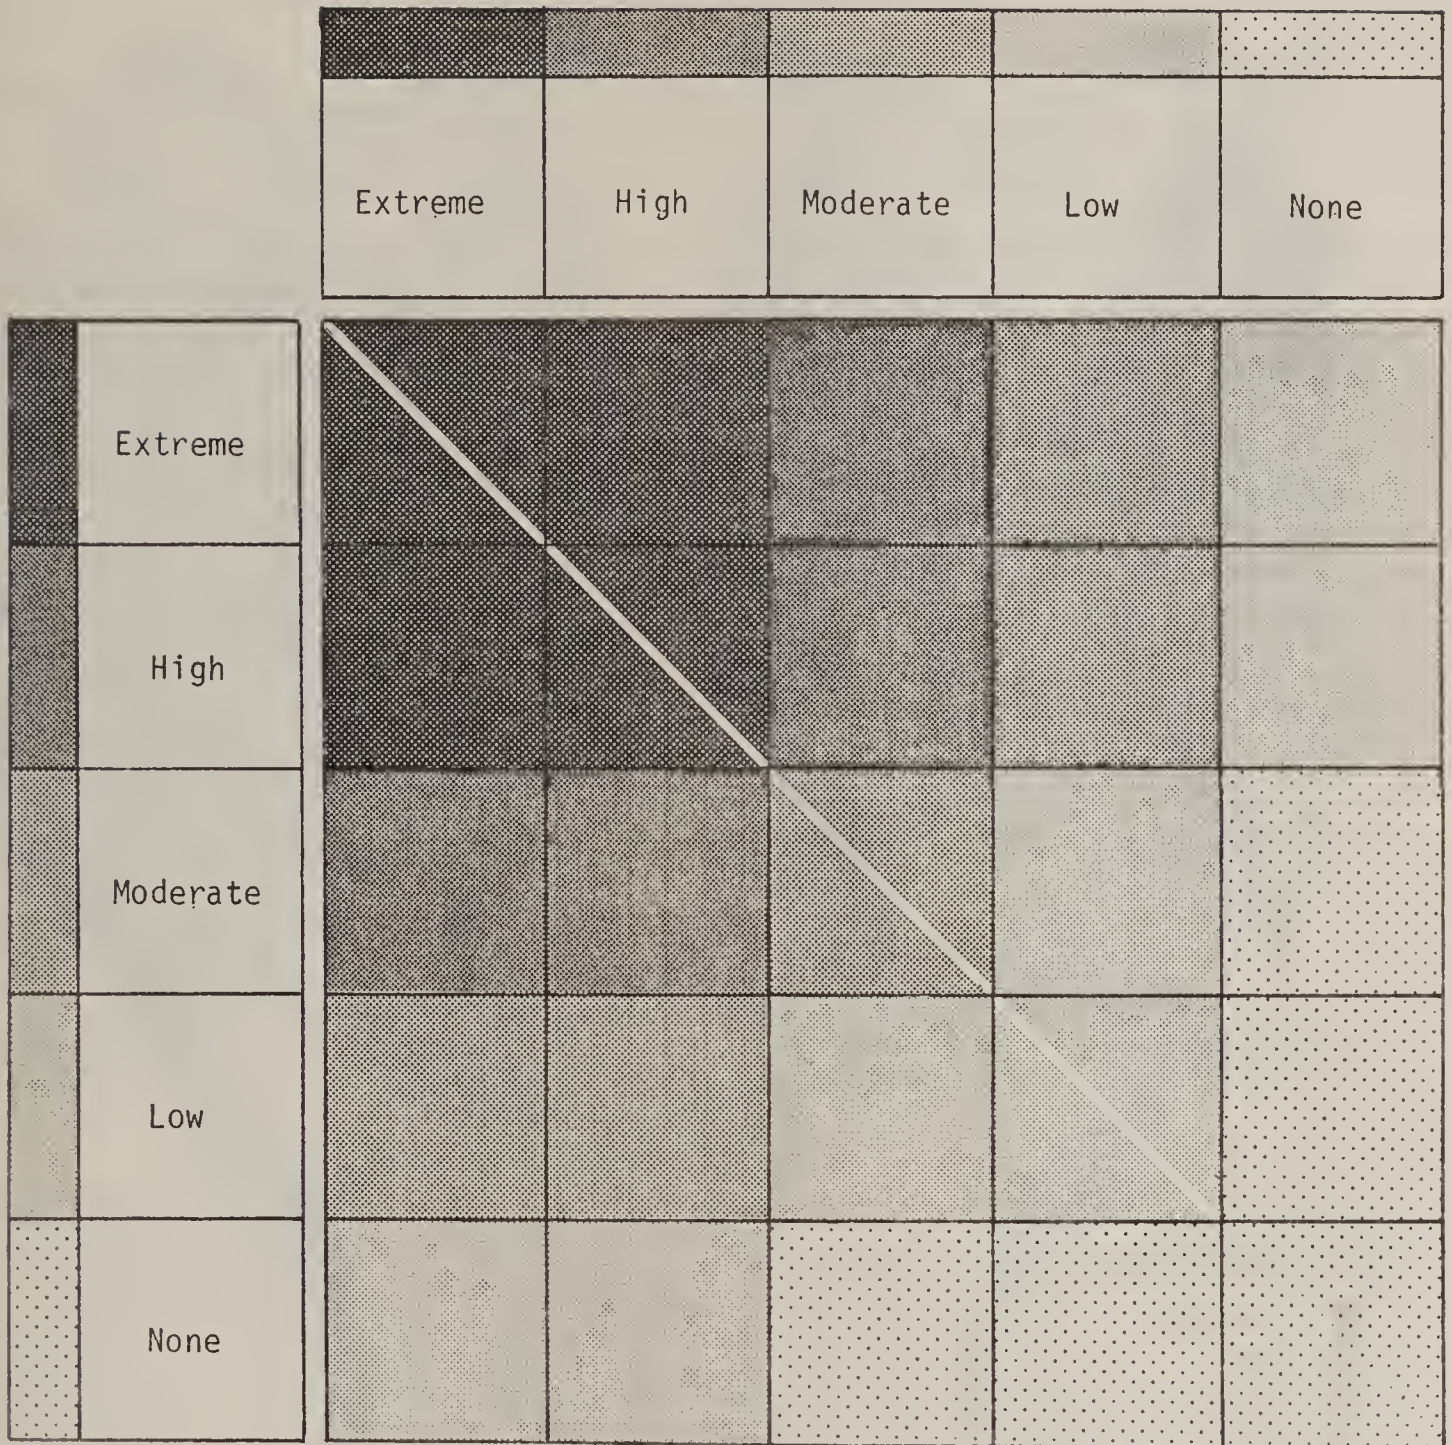 Extreme High Moderate Low None
Extreme
High
Moderate
Low
None